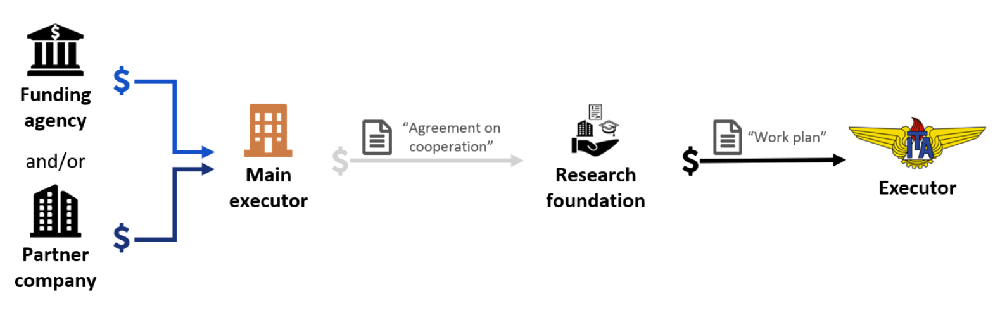 $
Funding
agency
$
and/or
Partner
company
$
Main
executor
$
“Agreement on
cooperation”
$
Research
foundation
$
“Work plan”
ITA
Executor